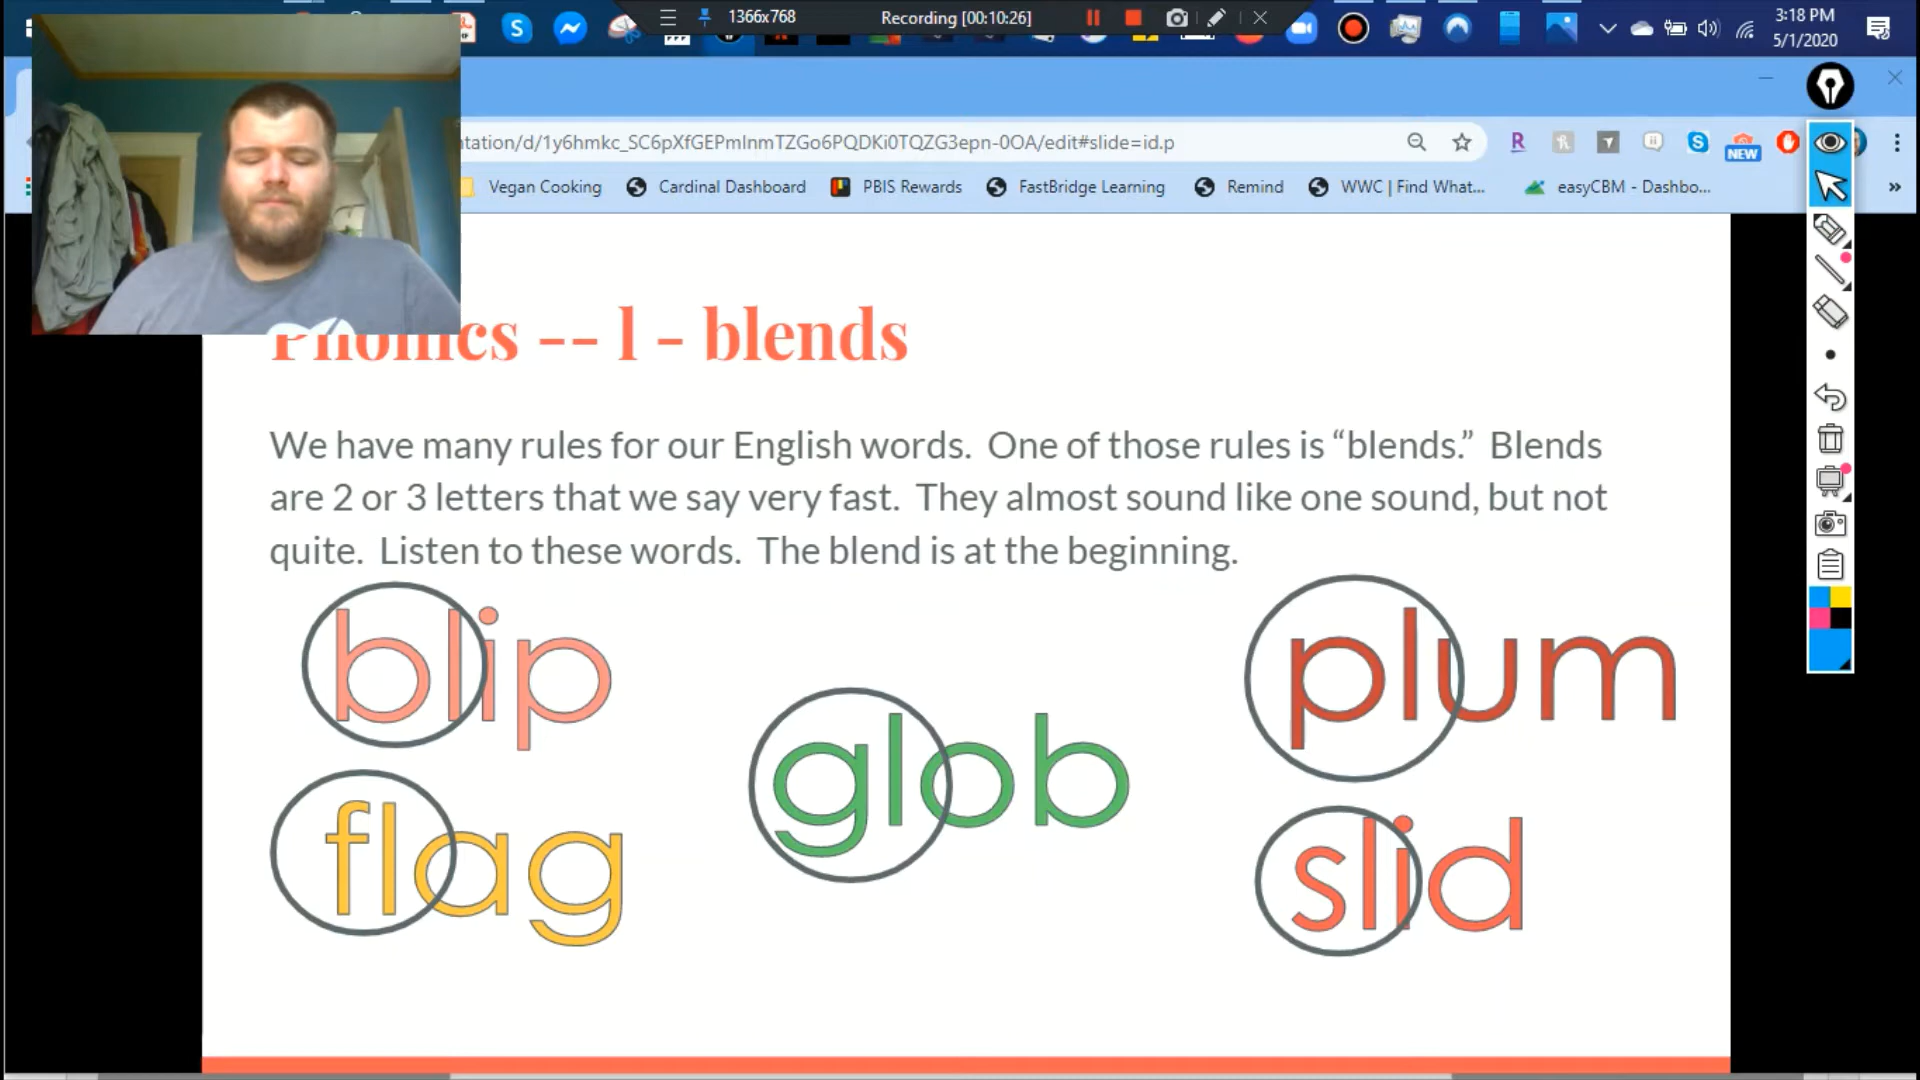 1366x768
Recording [00:10:26]
3:18 PM
5/1/2020
ntation/d/1y6hmkc_SC6pXfGEPmInmTZGo6PQDKi0TQZG3epn-0OA/edit#slide=id.p
NEW
Vegan Cooking
Cardinal Dashboard
PBIS Rewards
FastBridge Learning
Remind
WWC | Find What...
easyCBM - Dashbo...
Phonics -- l - blends
We have many rules for our English words. One of those rules is “blends.” Blends
are 2 or 3 letters that we say very fast. They almost sound like one sound, but not
quite. Listen to these words. The blend is at the beginning.
blip
plum
glob
flag
slid